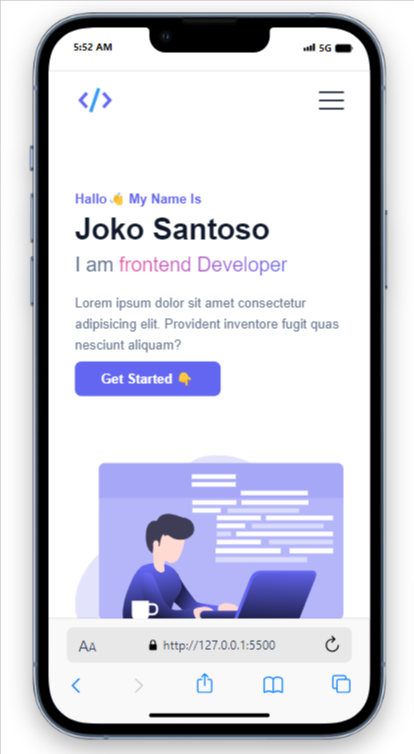 5:52 AM
5G
</>
Hallo 👋 My Name Is
Joko Santoso
I am frontend Developer
Lorem ipsum dolor sit amet consectetur
adipisicing elit. Provident inventore fugit quas
nesciunt aliquam?
Get Started 👇
AA
http://127.0.0.1:5500